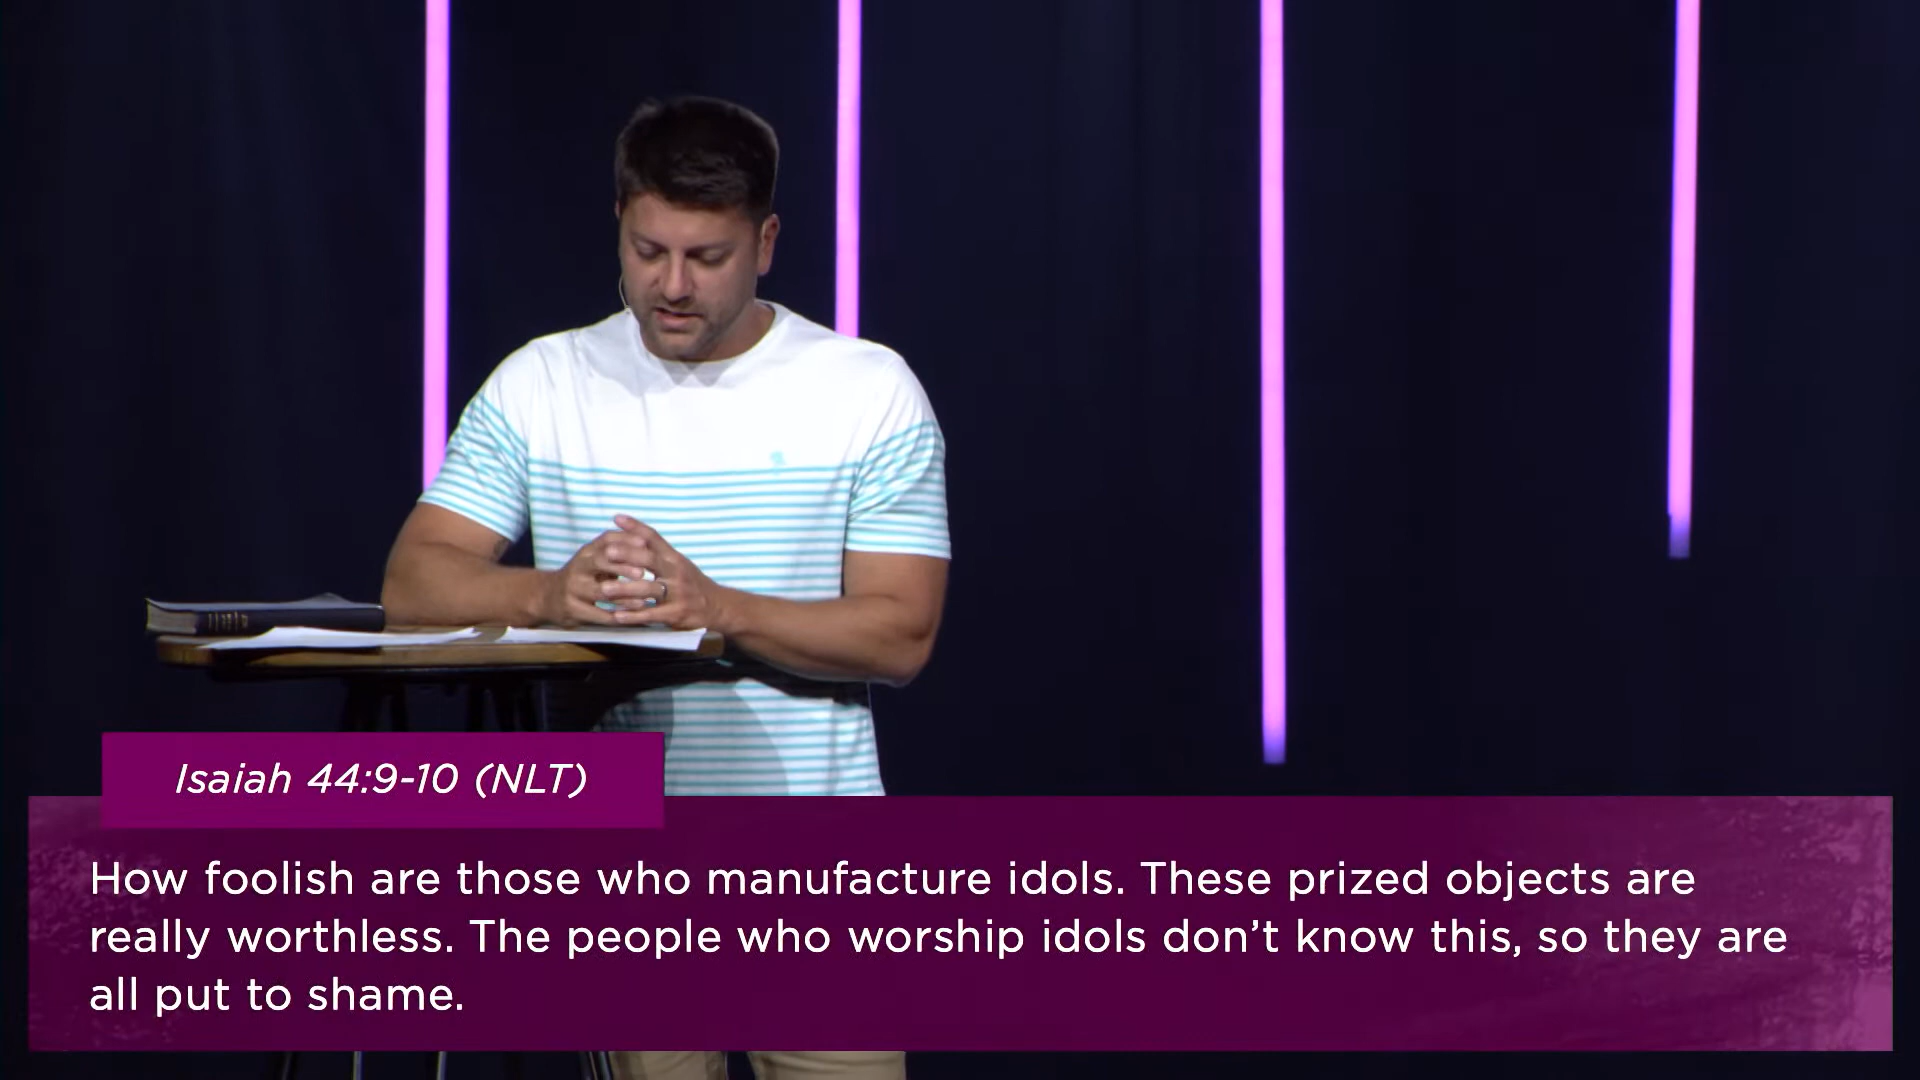 Isaiah 44:9-10 (NLT)
How foolish are those who manufacture idols. These prized objects are
really worthless. The people who worship idols don’t know this, so they are
all put to shame.